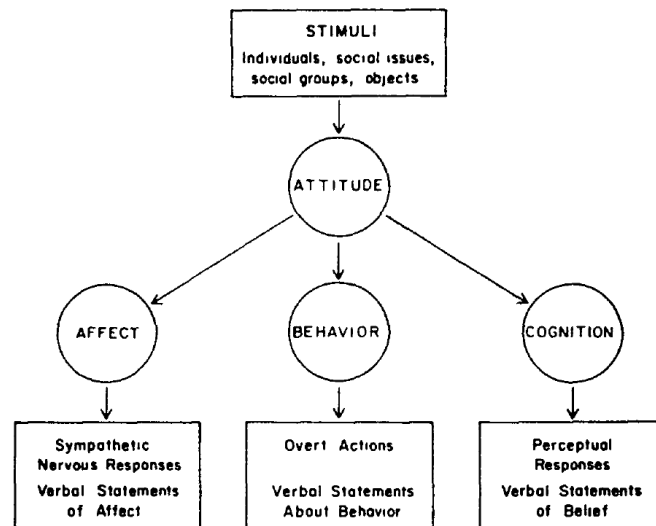 STIMULI
Individuals, social issues,
social groups, objects
ATTITUDE
AFFECT
BEHAVIOR
COGNITION
Sympathetic
Nervous Responses
Verbal Statements
of Affect
Overt Actions
Verbal Statements
About Behavior
Perceptual
Responses
Verbal Statements
of Belief